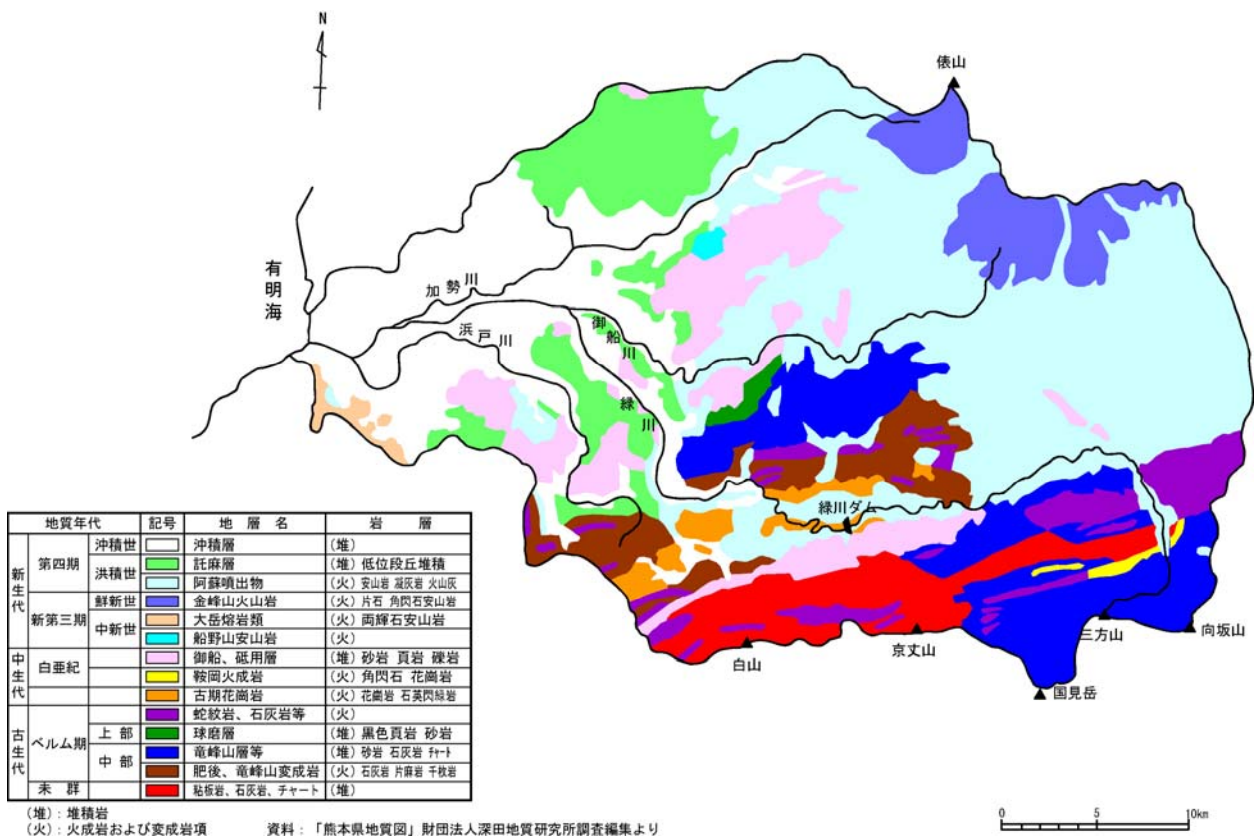 N
俵山
有明海
加勢川
浜戸川
御船川
緑川
緑川ダム
白山
京丈山
三方山
向坂山
国見岳
地質年代 記号 地層名 岩層
新生代 第四期 沖積世 沖積層 (堆)
洪積世 託麻層 (堆) 低位段丘堆積
阿蘇噴出物 (火) 安山岩 凝灰岩 火山灰
新第三期 鮮新世 金峰山火山岩 (火) 片石 角閃石安山岩
中新世 大岳熔岩類 (火) 両輝石安山岩
船野山安山岩 (火)
中生代 白亜紀 御船、砥用層 (堆) 砂岩 頁岩 礫岩
鞍岡火成岩 (火) 角閃石 花崗岩
古期花崗岩 (火) 花崗岩 石英閃緑岩
古生代 ペルム期 蛇紋岩、石灰岩等 (火)
上部 球磨層 (堆) 黒色頁岩 砂岩
中部 竜峰山層等 (堆) 砂岩 石灰岩 ﾁｬｰﾄ
肥後、竜峰山変成岩 (火) 石灰岩 片麻岩 千枚岩
未群 粘板岩、石灰岩、チャート (堆)
(堆)：堆積岩
(火)：火成岩および変成岩項 資料：「熊本県地質図」財団法人深田地質研究所調査編集より
0 5 10km